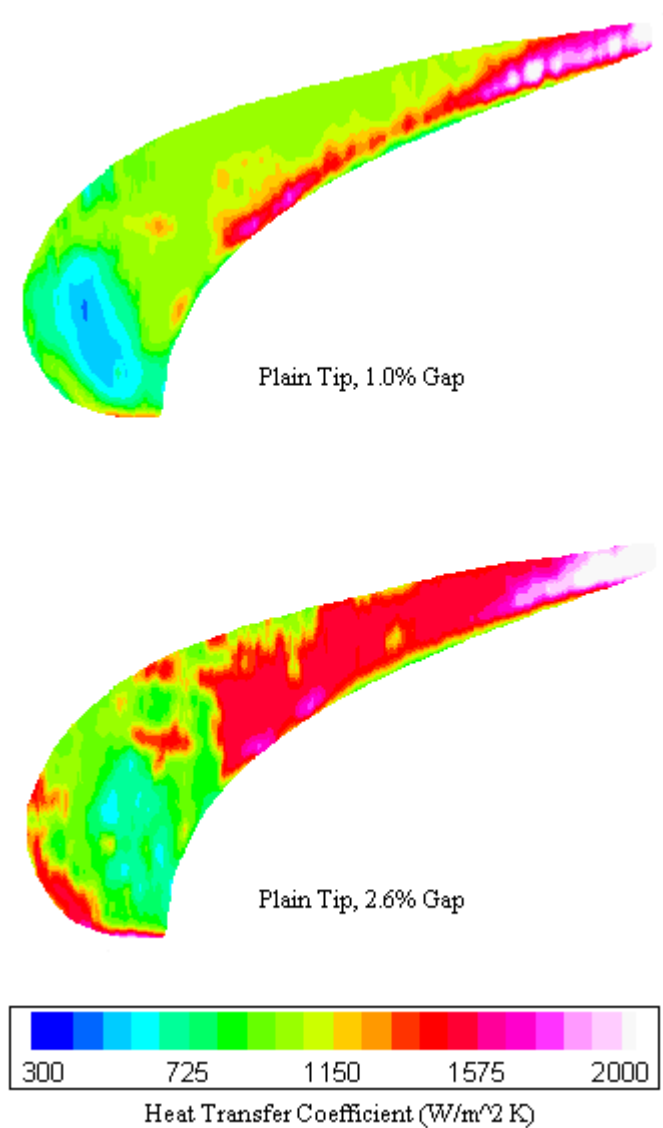 Plain Tip, 1.0% Gap
Plain Tip, 2.6% Gap
300 725 1150 1575 2000
Heat Transfer Coefficient (W/m^2 K)